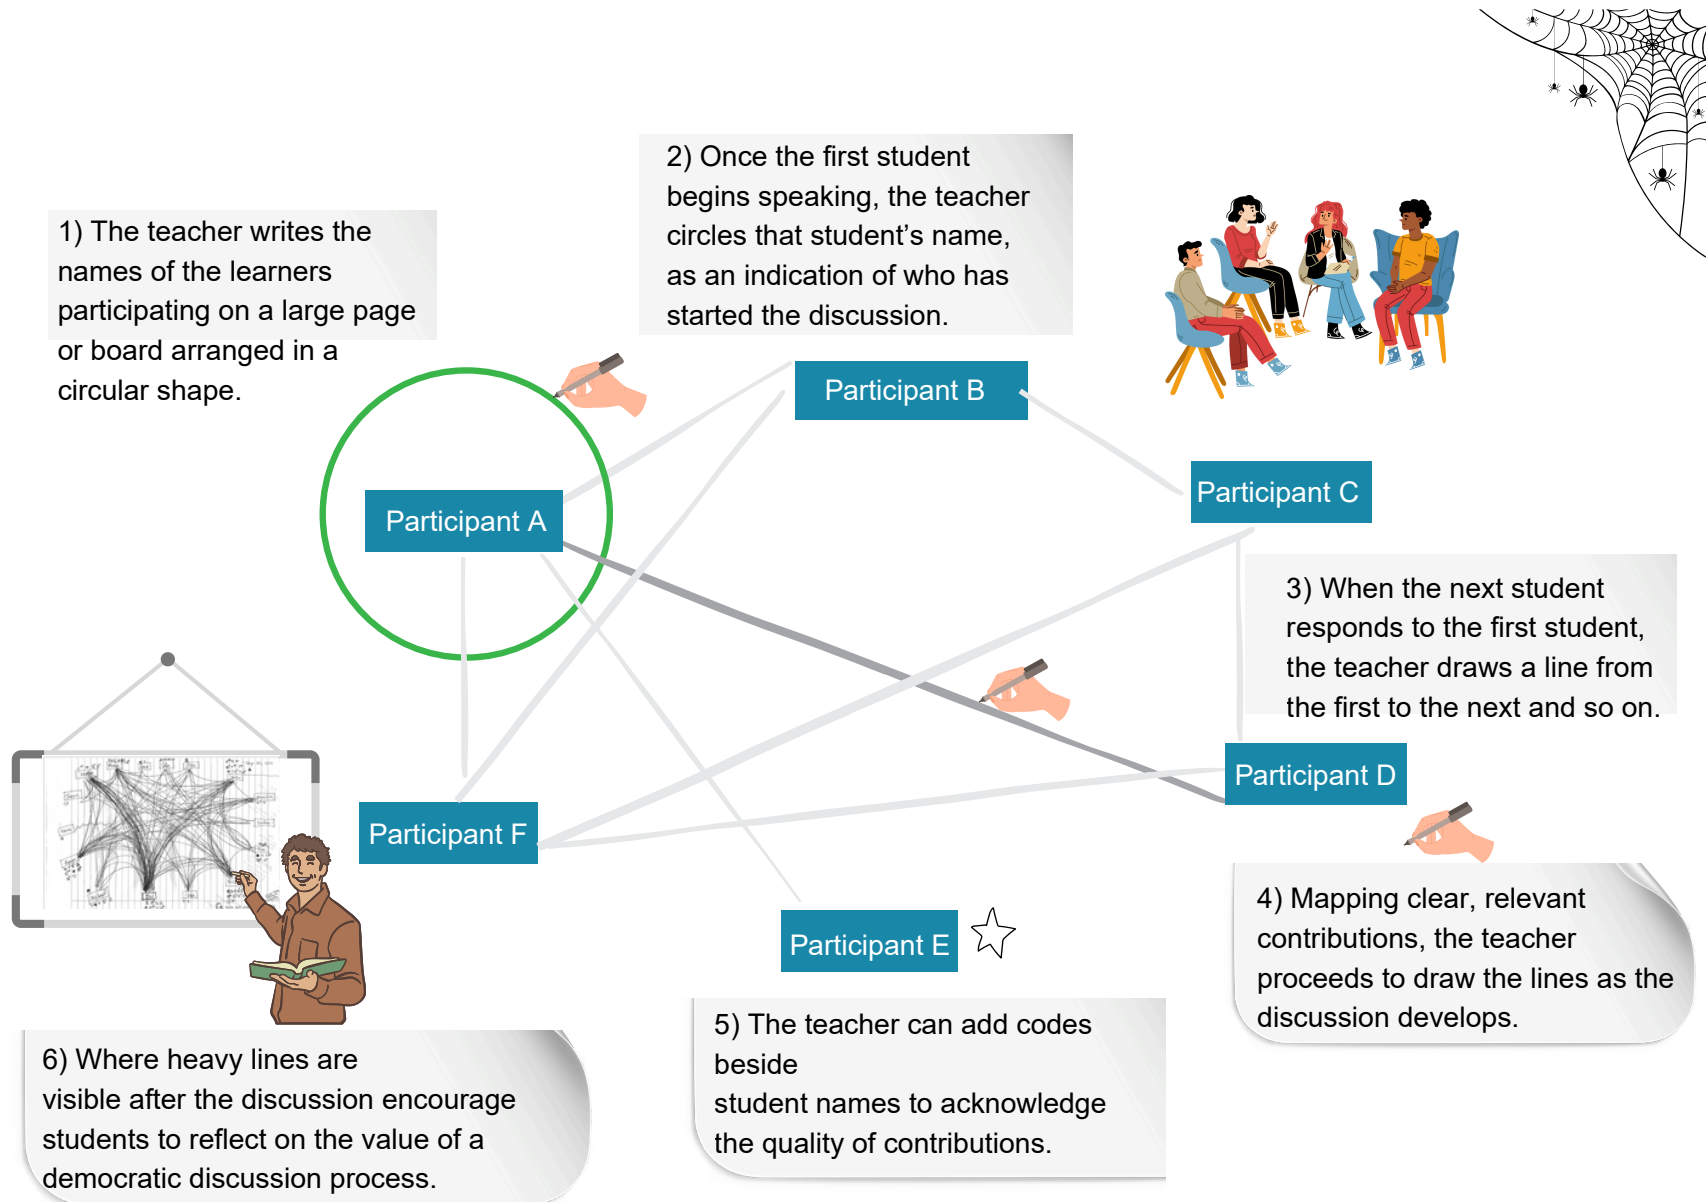 1) The teacher writes the
names of the learners
participating on a large page
or board arranged in a
circular shape.
2) Once the first student
begins speaking, the teacher
circles that student’s name,
as an indication of who has
started the discussion.
Participant B
Participant C
Participant A
3) When the next student
responds to the first student,
the teacher draws a line from
the first to the next and so on.
Participant D
Participant F
Participant E
4) Mapping clear, relevant
contributions, the teacher
proceeds to draw the lines as the
discussion develops.
5) The teacher can add codes
beside
student names to acknowledge
the quality of contributions.
6) Where heavy lines are
visible after the discussion encourage
students to reflect on the value of a
democratic discussion process.